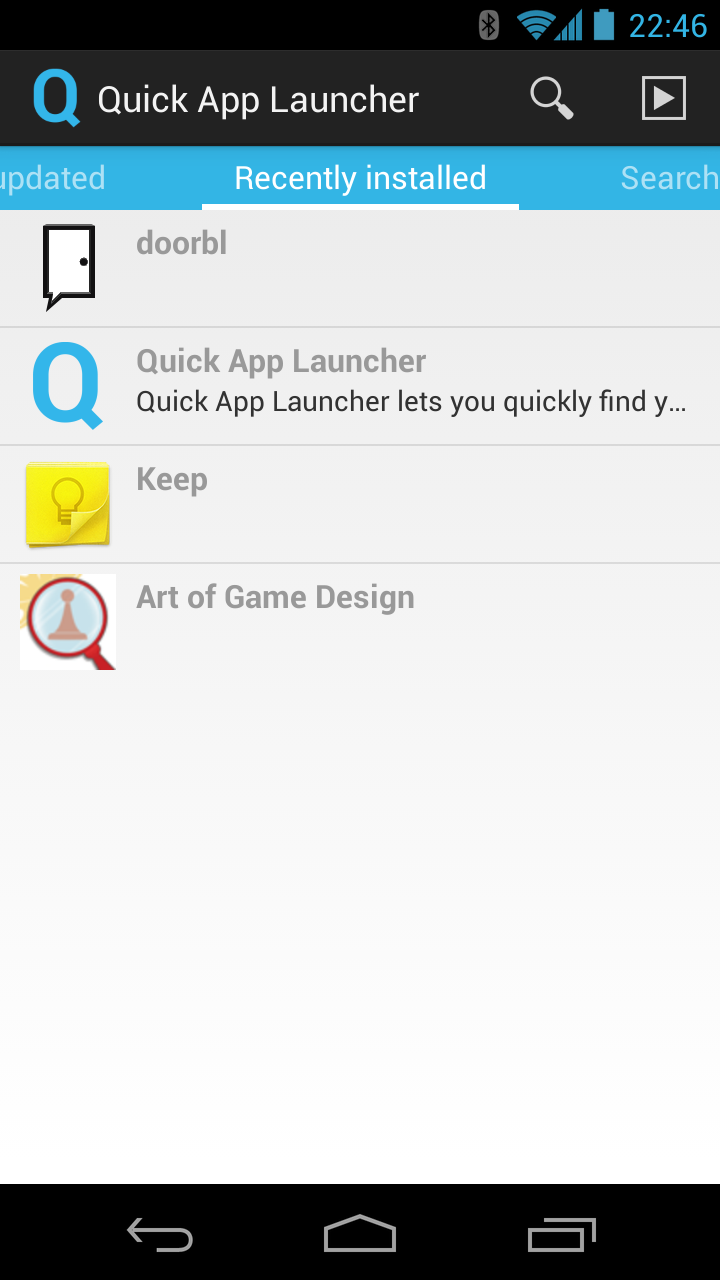 22:46
Q Quick App Launcher
updated Recently installed Search
doorbl
Quick App Launcher
Quick App Launcher lets you quickly find y...
Keep
Art of Game Design